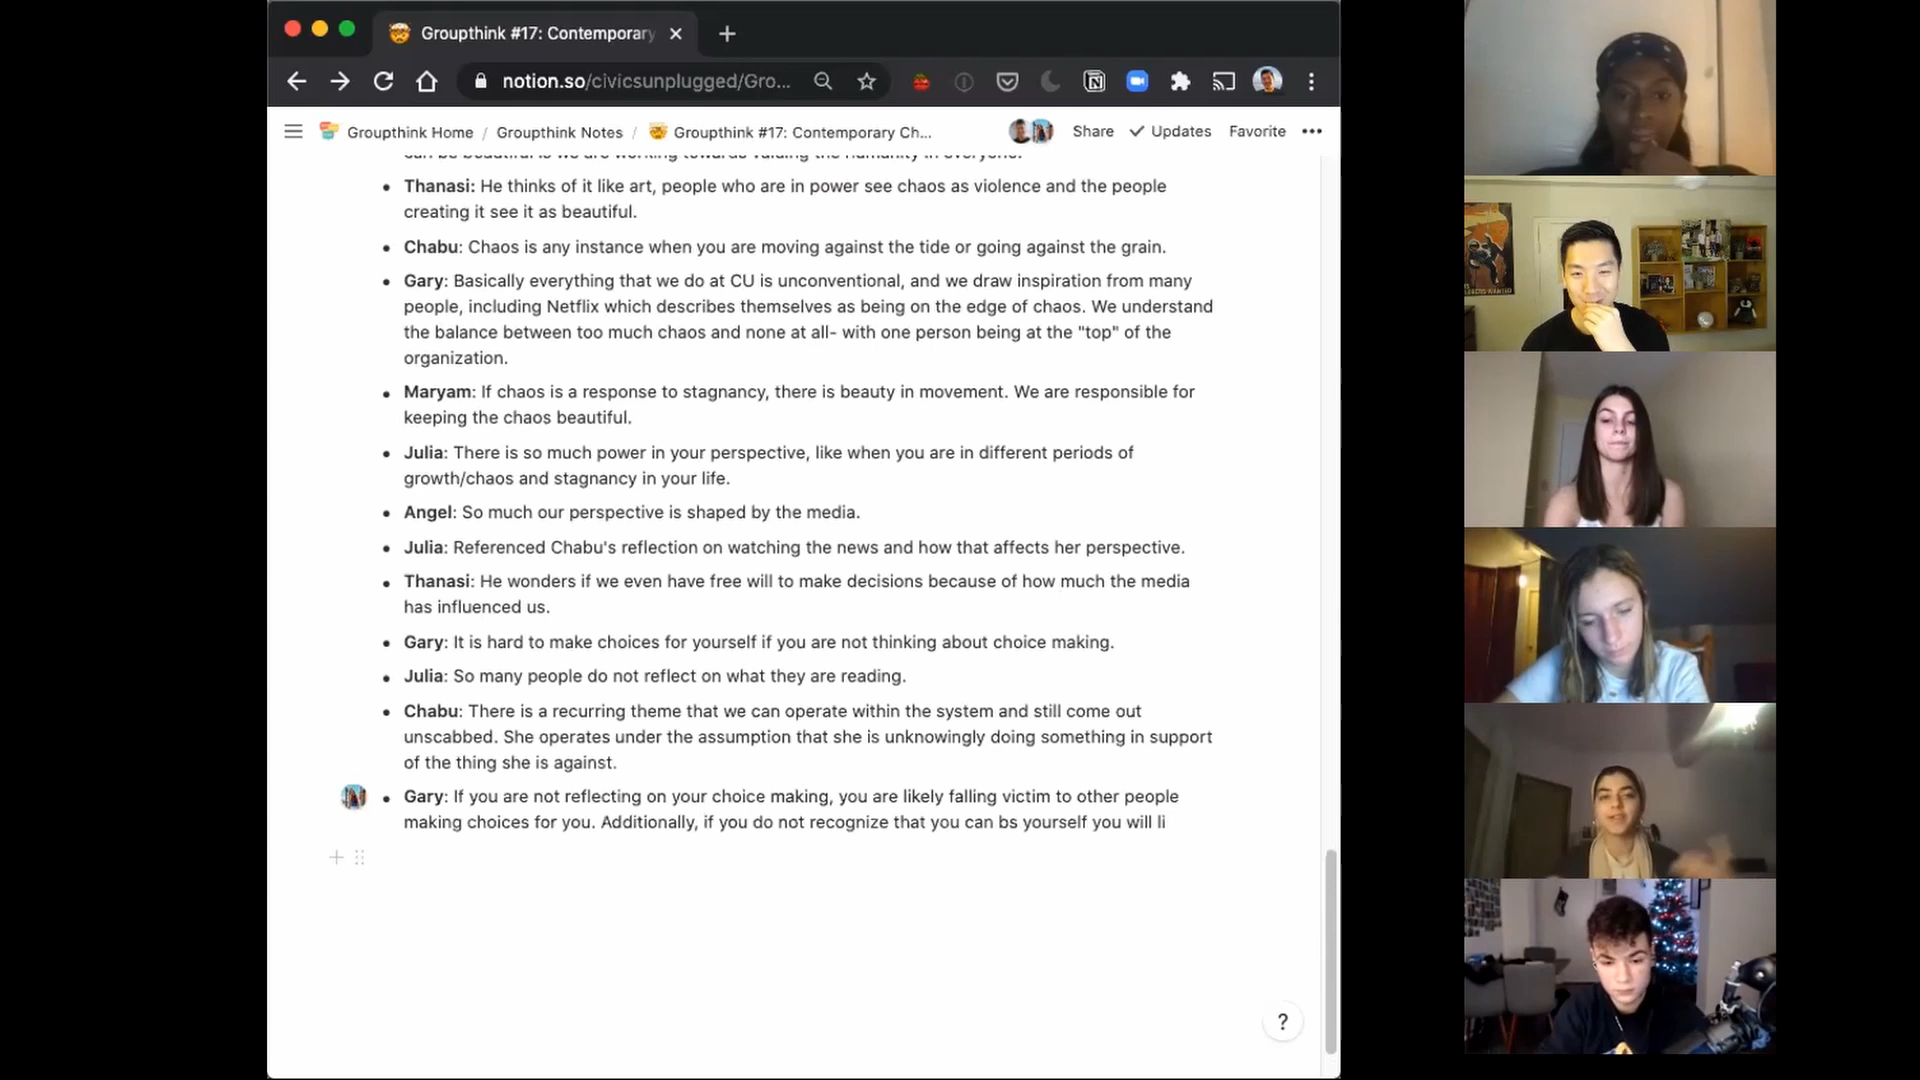 Groupthink #17: Contemporary
notion.so/civicsunplugged/Gro...
Groupthink Home / Groupthink Notes / Groupthink #17: Contemporary Ch... Share Updates Favorite
can be beautiful is we are working towards valuing the humanity in everyone.
Thanasi: He thinks of it like art, people who are in power see chaos as violence and the people
creating it see it as beautiful.
Chabu: Chaos is any instance when you are moving against the tide or going against the grain.
Gary: Basically everything that we do at CU is unconventional, and we draw inspiration from many
people, including Netflix which describes themselves as being on the edge of chaos. We understand
the balance between too much chaos and none at all- with one person being at the "top" of the
organization.
Maryam: If chaos is a response to stagnancy, there is beauty in movement. We are responsible for
keeping the chaos beautiful.
Julia: There is so much power in your perspective, like when you are in different periods of
growth/chaos and stagnancy in your life.
Angel: So much our perspective is shaped by the media.
Julia: Referenced Chabu's reflection on watching the news and how that affects her perspective.
Thanasi: He wonders if we even have free will to make decisions because of how much the media
has influenced us.
Gary: It is hard to make choices for yourself if you are not thinking about choice making.
Julia: So many people do not reflect on what they are reading.
Chabu: There is a recurring theme that we can operate within the system and still come out
unscabbed. She operates under the assumption that she is unknowingly doing something in support
of the thing she is against.
Gary: If you are not reflecting on your choice making, you are likely falling victim to other people
making choices for you. Additionally, if you do not recognize that you can bs yourself you will li
?